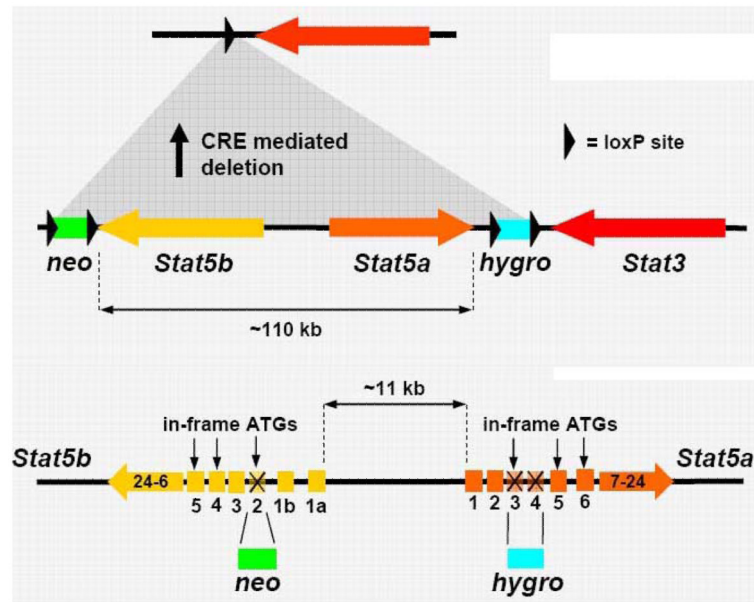 CRE mediated
deletion
= loxP site
neo Stat5b Stat5a hygro Stat3
~110 kb
~11 kb
in-frame ATGs in-frame ATGs
Stat5b Stat5a
24-6 7-24
5 4 3 2 1b 1a 1 2 3 4 5 6
neo hygro